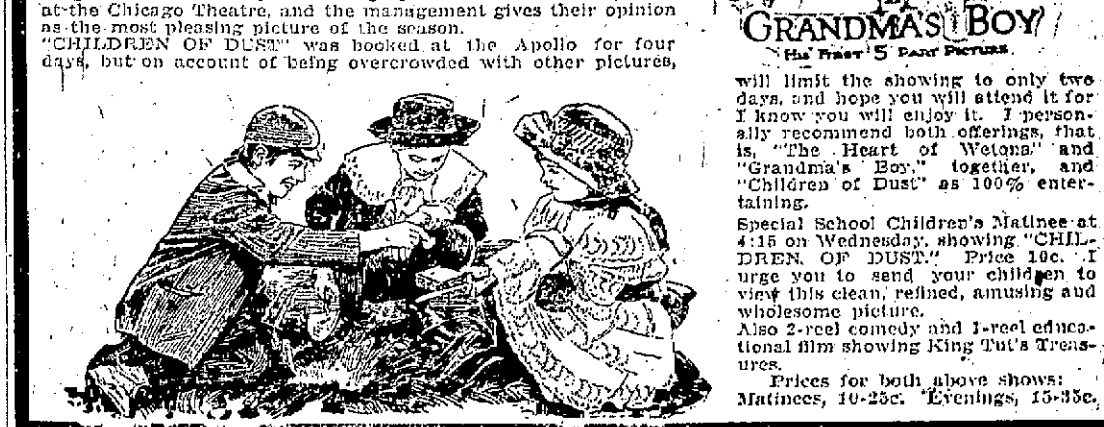 at the Chicago Theatre, and the management gives their opinion
as the most pleasing picture of the season.
"CHILDREN OF DUST" was booked at the Apollo for four
days, but on account of being overcrowded with other pictures,
GRANDMA'S BOY
His First 5 Part Picture
will limit the showing to only two
days, and hope you will attend it for
I know you will enjoy it. I person-
ally recommend both offerings, that
is, "The Heart of Wetona" and
"Grandma's Boy," together, and
"Children of Dust" as 100% enter-
taining.
Special School Children's Matinee at
4:15 on Wednesday, showing "CHIL-
DREN OF DUST." Price 10c. I
urge you to send your children to
view this clean, refined, amusing and
wholesome picture.
Also 2-reel comedy and 1-reel educa-
tional film showing King Tut's Treas-
ures.
Prices for both above shows:
Matinees, 10-25c. Evenings, 15-35c.